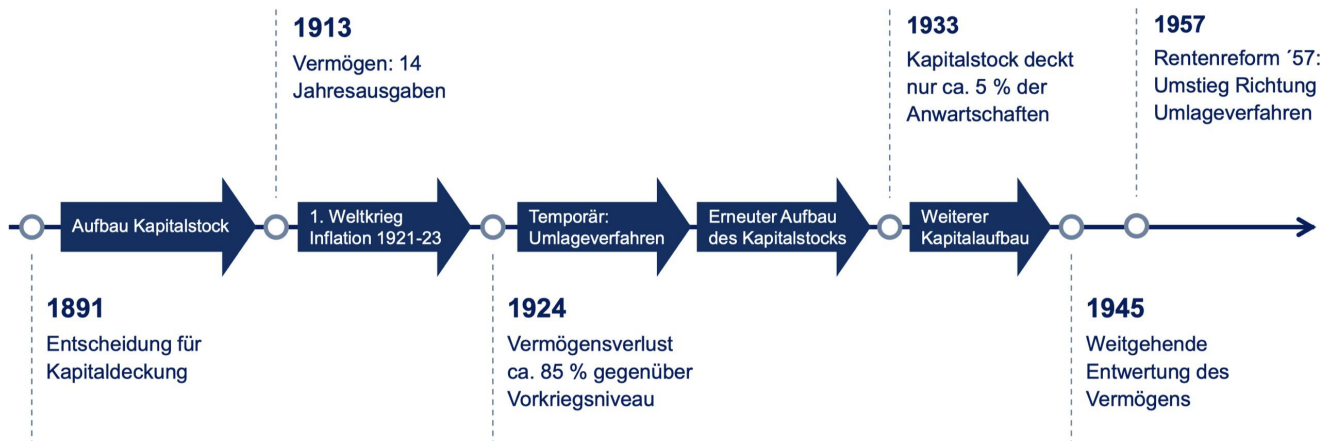 1913
Vermögen: 14
Jahresausgaben
1933
Kapitalstock deckt
nur ca. 5 % der
Anwartschaften
1957
Rentenreform ´57:
Umstieg Richtung
Umlageverfahren
Aufbau Kapitalstock
1. Weltkrieg
Inflation 1921-23
Temporär:
Umlageverfahren
Erneuter Aufbau
des Kapitalstocks
Weiterer
Kapitalaufbau
1891
Entscheidung für
Kapitaldeckung
1924
Vermögensverlust
ca. 85 % gegenüber
Vorkriegsniveau
1945
Weitgehende
Entwertung des
Vermögens